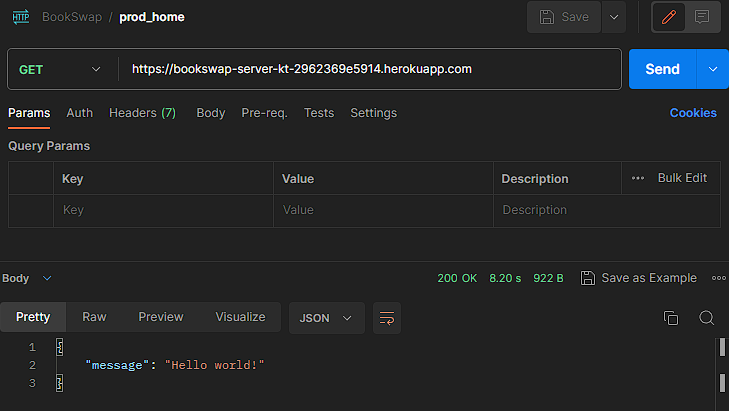 HTTP BookSwap / prod_home Save
GET https://bookswap-server-kt-2962369e5914.herokuapp.com Send
Params Auth Headers (7) Body Pre-req. Tests Settings Cookies
Query Params
Key Value Description ••• Bulk Edit
Key Value Description
Body 200 OK 8.20 s 922 B Save as Example •••
Pretty Raw Preview Visualize JSON
1 {
2 "message": "Hello world!"
3 }